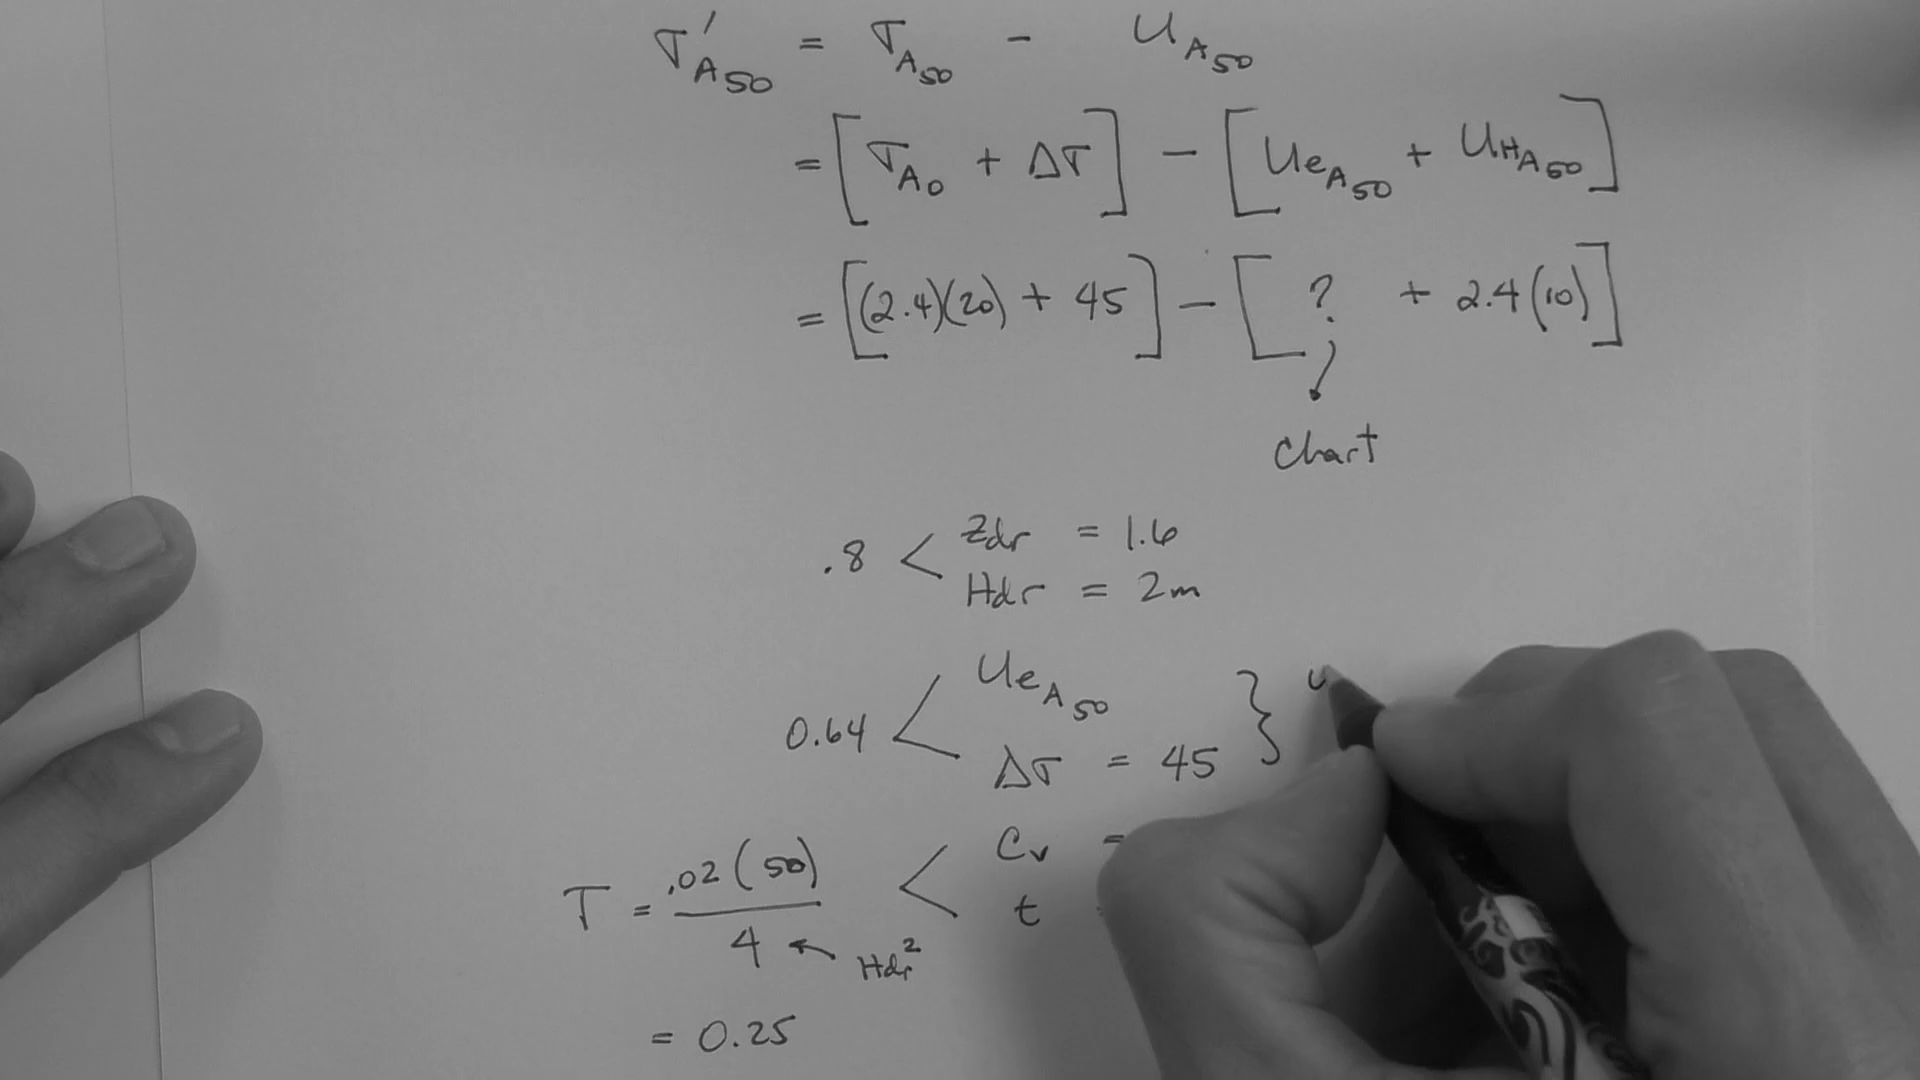 σ'A50 = σA50 - UA50
= [σA0 + Δσ] - [UeA50 + UHA50]
= [(2.4)(20) + 45] - [? + 2.4(10)]
chart
.8 < Zdr = 1.6
Hdr = 2m
0.64 < UeA50 } u
Δσ = 45
T = .02(50) / 4 < Cv =
t
Hdr²
= 0.25